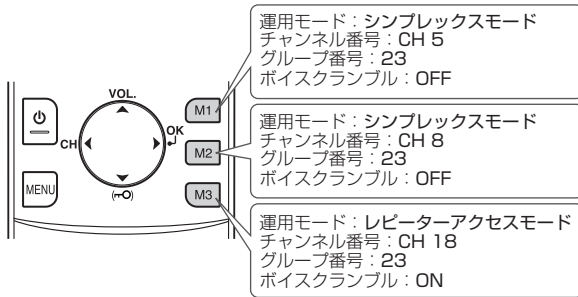 運用モード：シンプレックスモード
チャンネル番号：CH 5
グループ番号：23
ボイスクランブル：OFF
VOL.
M1
CH
OK
M2
MENU
M3
運用モード：シンプレックスモード
チャンネル番号：CH 8
グループ番号：23
ボイスクランブル：OFF
運用モード：レピーターアクセスモード
チャンネル番号：CH 18
グループ番号：23
ボイスクランブル：ON